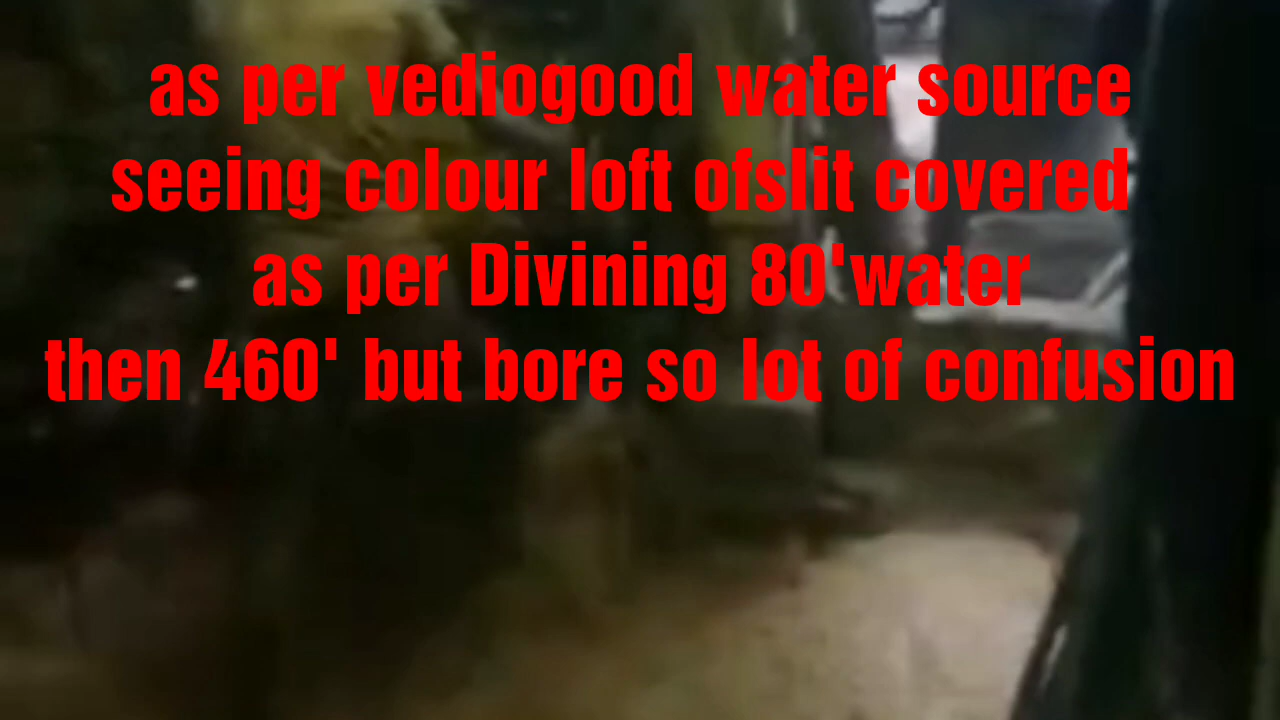 as per vediogood water source
seeing colour loft ofslit covered
as per Divining 80'water
then 460' but bore so lot of confusion